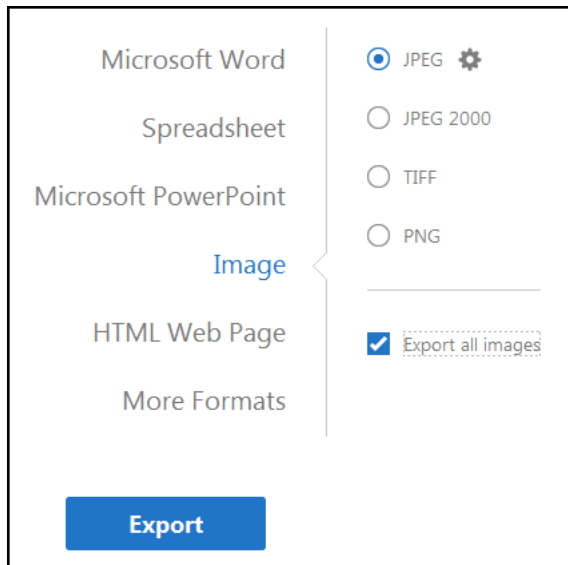 Microsoft Word
Spreadsheet
Microsoft PowerPoint
Image
HTML Web Page
More Formats
JPEG
JPEG 2000
TIFF
PNG
Export all images
Export